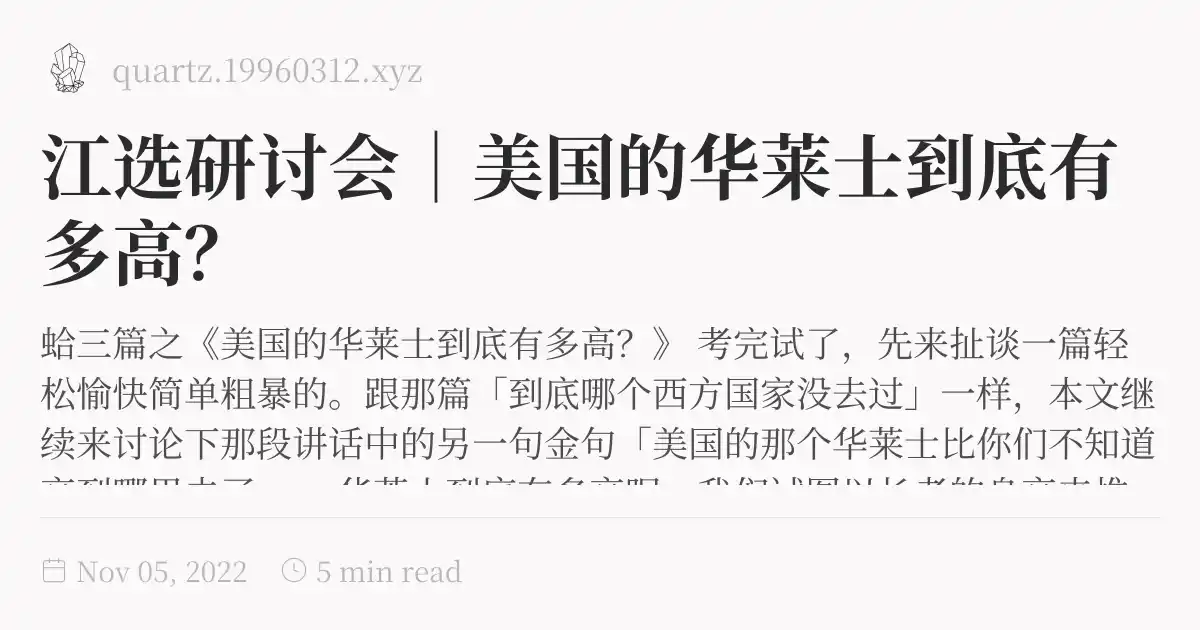 quartz.19960312.xyz
江选研讨会｜美国的华莱士到底有
多高？
蛤三篇之《美国的华莱士到底有多高？》 考完试了，先来扯谈一篇轻
松愉快简单粗暴的。跟那篇「到底哪个西方国家没去过」一样，本文继
续来讨论下那段讲话中的另一句金句「美国的那个华莱士比你们不知道
Nov 05, 2022
5 min read